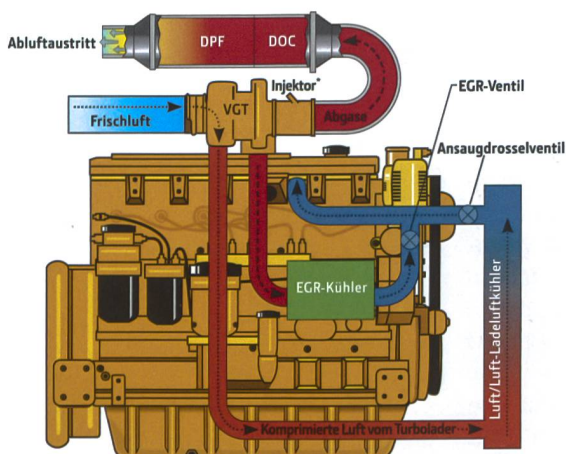 Abluftaustritt
DPF
DOC
Injektor*
VGT
EGR-Ventil
Frischluft
Abgase
Ansaugdrosselventil
EGR-Kühler
Luft/Luft-Ladeluftkühler
Komprimierte Luft vom Turbolader